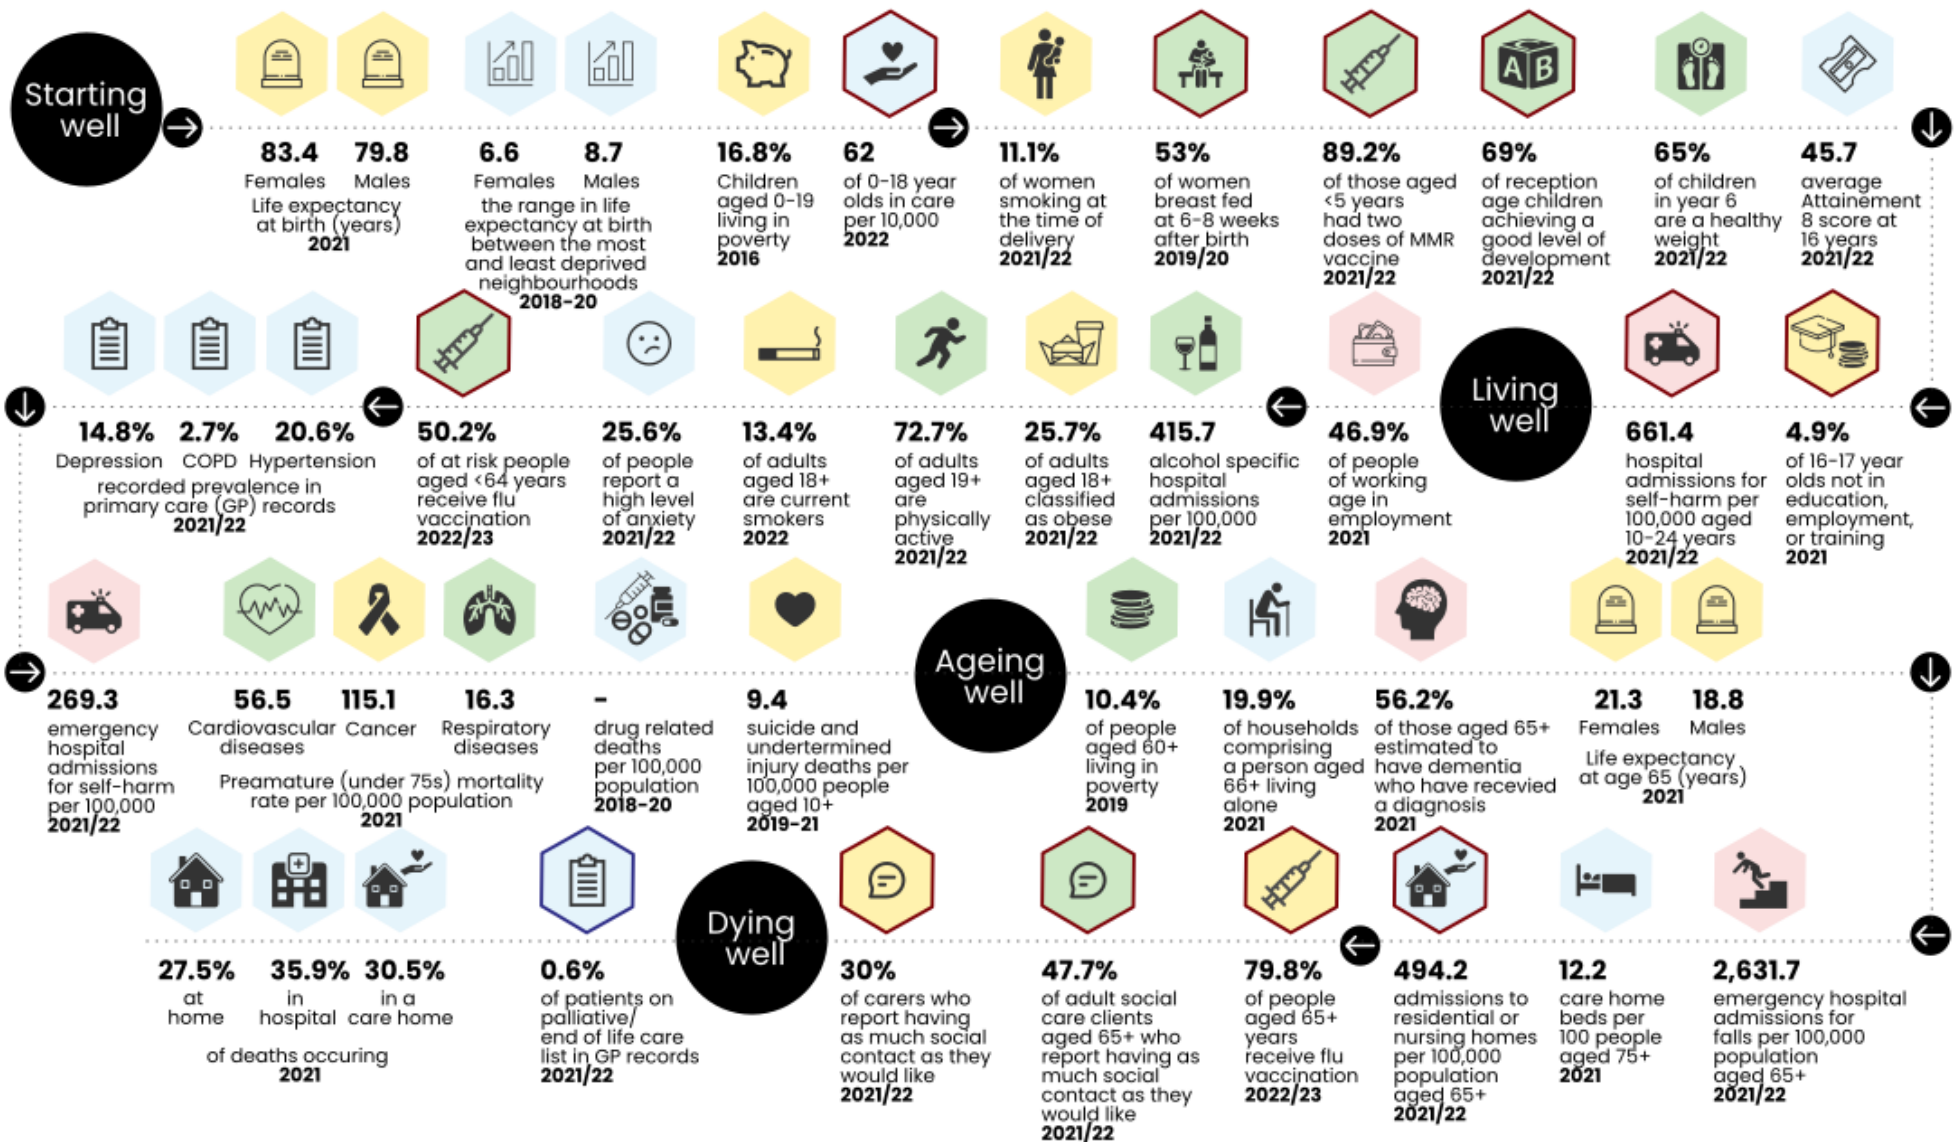 Starting
well
83.4 79.8
Females Males
Life expectancy
at birth (years)
2021
6.6 8.7
Females Males
the range in life
expectancy at birth
between the most
and least deprived
neighbourhoods
2018-20
16.8%
Children
aged 0-19
living in
poverty
2016
62
of 0-18 year
olds in care
per 10,000
2022
11.1%
of women
smoking at
the time of
delivery
2021/22
53%
of women
breast fed
at 6-8 weeks
after birth
2019/20
89.2%
of those aged
<5 years
had two
doses of MMR
vaccine
2021/22
A B
69%
of reception
age children
achieving a
good level of
development
2021/22
65%
of children
in year 6
are a healthy
weight
2021/22
45.7
average
Attainement
8 score at
16 years
2021/22
4.9%
of 16-17 year
olds not in
education,
employment,
or training
2021
661.4
hospital
admissions for
self-harm per
100,000 aged
10-24 years
2021/22
Living
well
46.9%
of people
of working
age in
employment
2021
415.7
alcohol specific
hospital
admissions
per 100,000
2021/22
25.7%
of adults
aged 18+
classified
as obese
2021/22
72.7%
of adults
aged 19+
are
physically
active
2021/22
13.4%
of adults
aged 18+
are current
smokers
2022
25.6%
of people
report a
high level
of anxiety
2021/22
50.2%
of at risk people
aged <64 years
receive flu
vaccination
2022/23
14.8% 2.7% 20.6%
Depression COPD Hypertension
recorded prevalence in
primary care (GP) records
2021/22
269.3
emergency
hospital
admissions
for self-harm
per 100,000
2021/22
56.5 115.1 16.3
Cardiovascular Cancer Respiratory
diseases diseases
Preamature (under 75s) mortality
rate per 100,000 population
2021
-
drug related
deaths
per 100,000
population
2018-20
9.4
suicide and
undertermined
injury deaths per
100,000 people
aged 10+
2019-21
Ageing
well
10.4%
of people
aged 60+
living in
poverty
2019
19.9%
of households
comprising
a person aged
66+ living
alone
2021
56.2%
of those aged 65+
estimated to
have dementia
who have recevied
a diagnosis
2021
21.3 18.8
Females Males
Life expectancy
at age 65 (years)
2021
2,631.7
emergency hospital
admissions for
falls per 100,000
population
aged 65+
2021/22
12.2
care home
beds per
100 people
aged 75+
2021
494.2
admissions to
residential or
nursing homes
per 100,000
population
aged 65+
2021/22
79.8%
of people
aged 65+
years
receive flu
vaccination
2022/23
47.7%
of adult social
care clients
aged 65+ who
report having as
much social
contact as they
would like
2021/22
30%
of carers who
report having
as much social
contact as they
would like
2021/22
Dying
well
0.6%
of patients on
palliative/
end of life care
list in GP records
2021/22
27.5% 35.9% 30.5%
at in in a
home hospital care home
of deaths occuring
2021